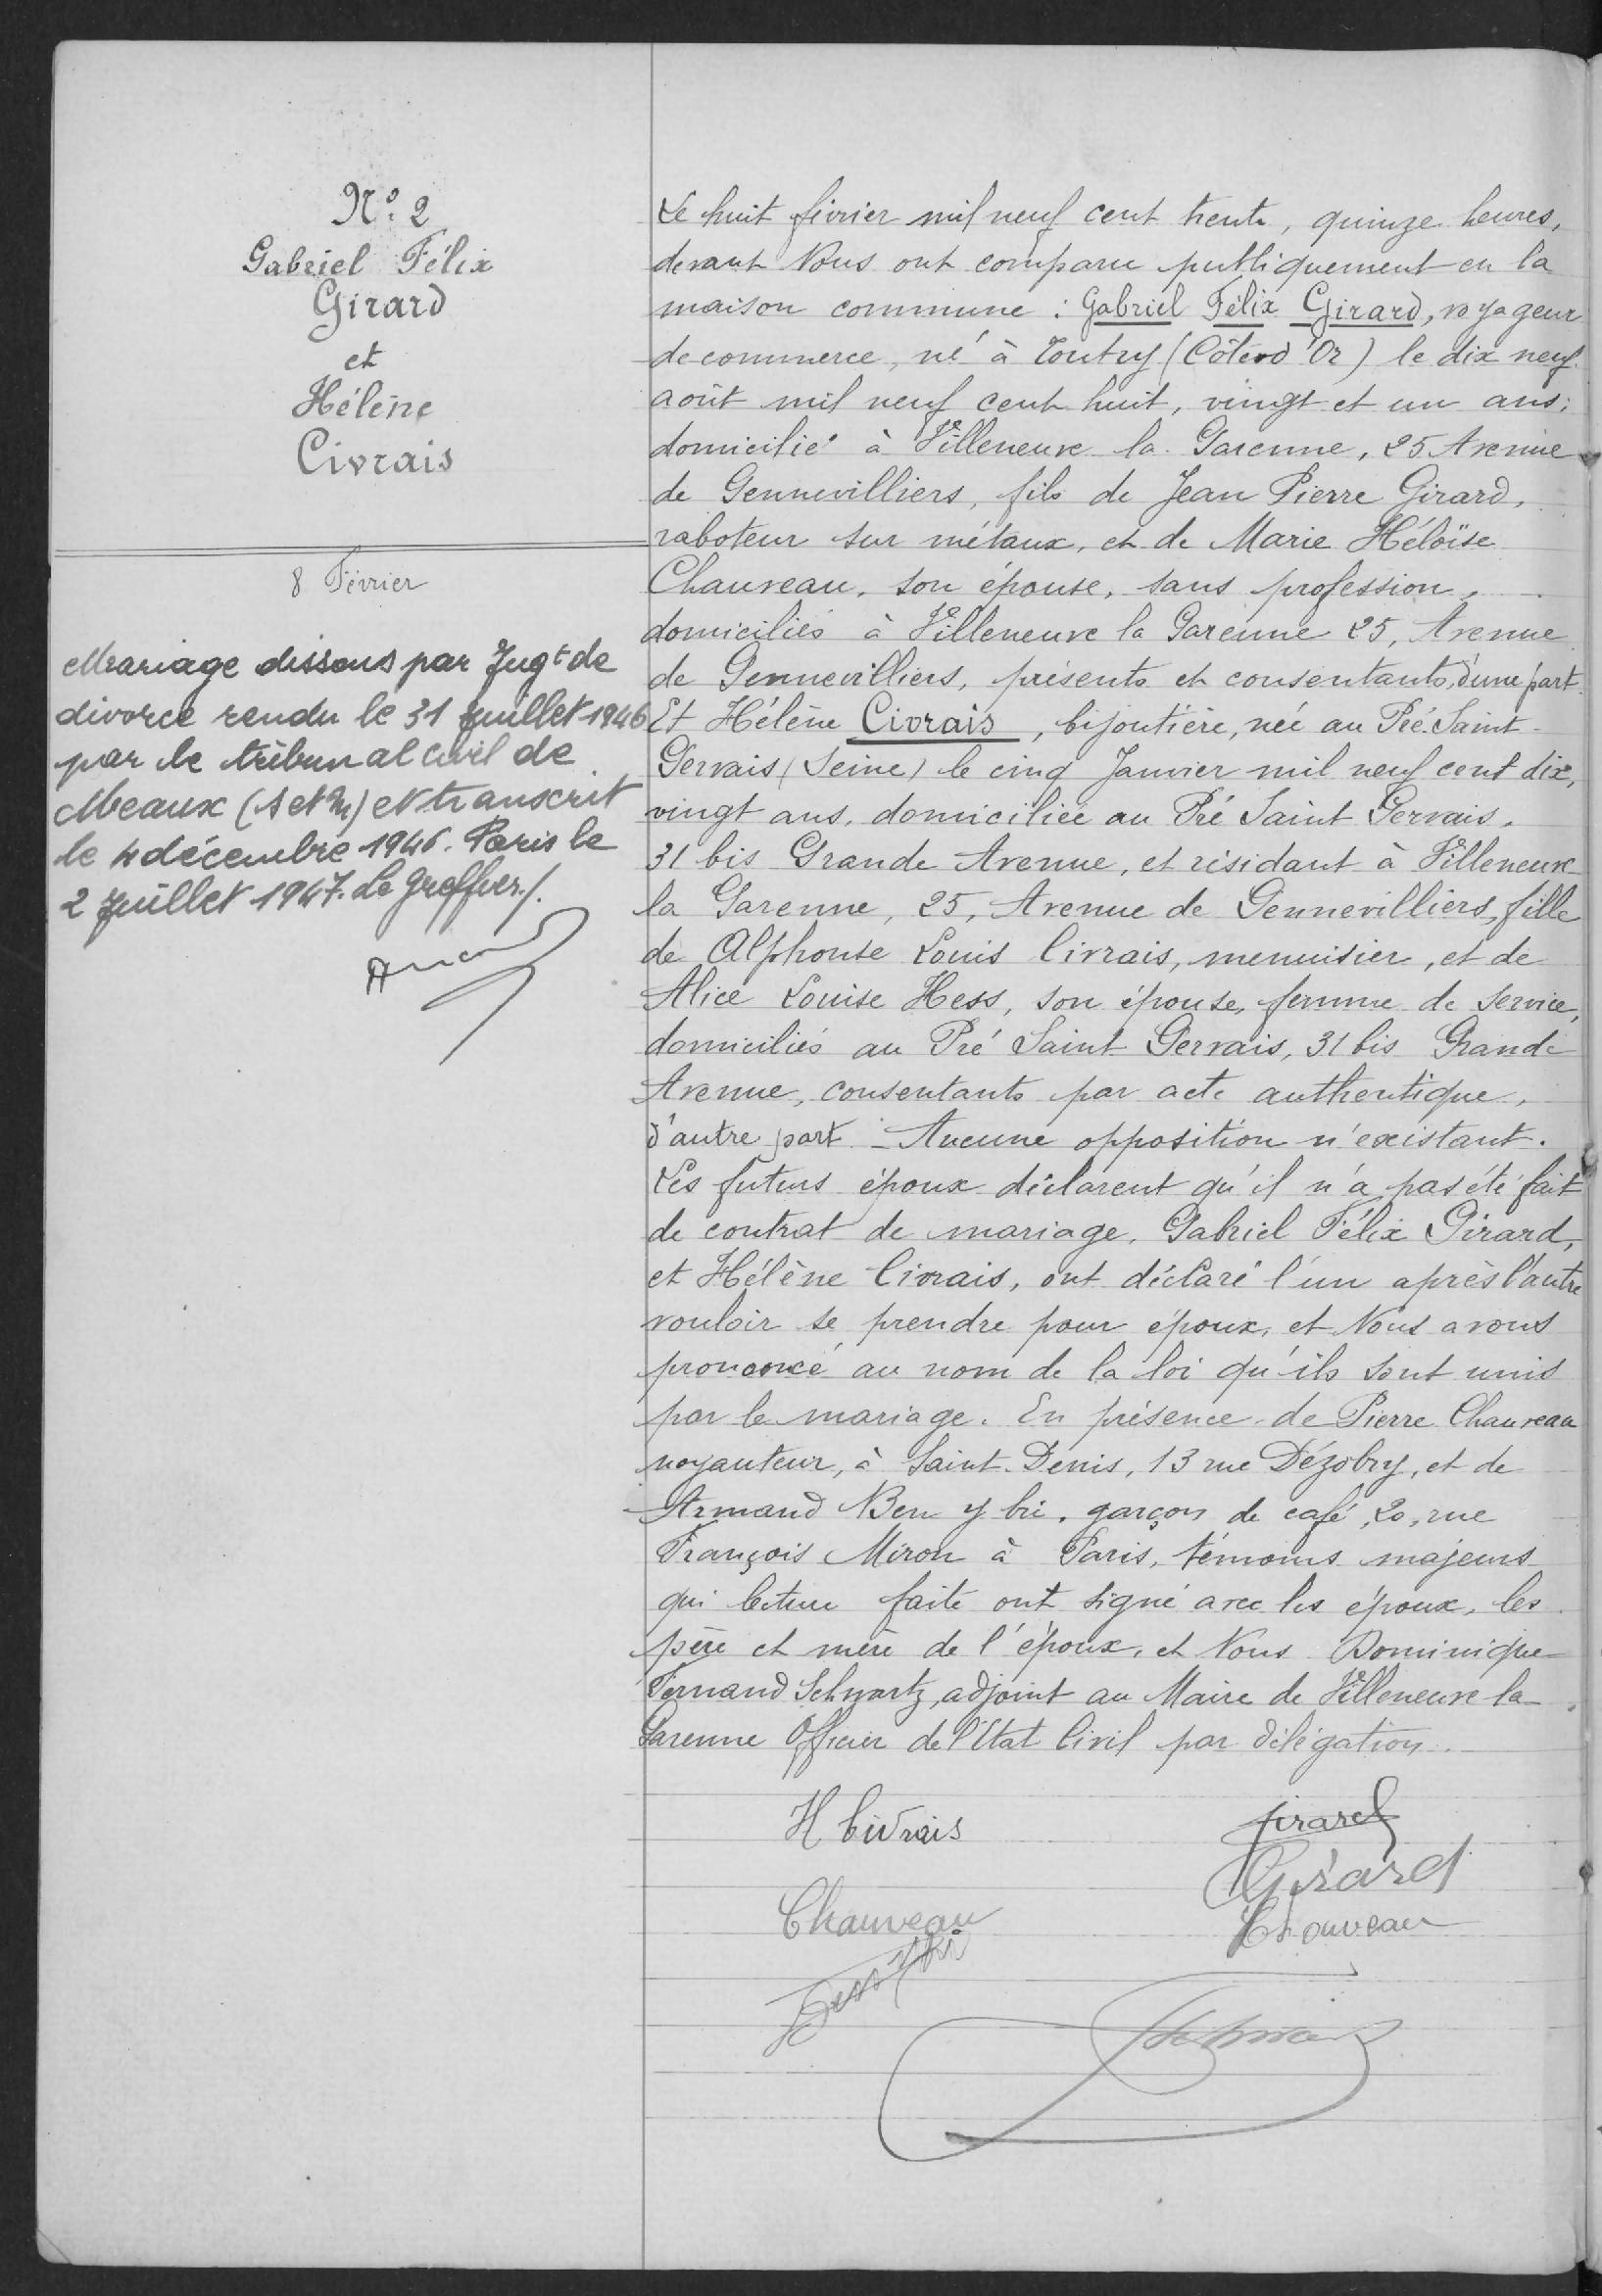 N° 2
Gabriel Félix
Girard
et
Hélène
Civrais
8 Février
Mariage dissous par Jugt de
divorce rendu le 31 Juillet 1946
par le tribunal civil de
Meaux (S et M) et transcrit
le 4 décembre 1946. Paris le
2 Juillet 1947. Le Greffier./.
Le huit février mil neuf cent trente, quinze heures,
devant Nous ont comparu publiquement en la
maison commune : Gabriel Félix Girard, voyageur
de commerce, né à Toutry (Côte d'Or) le dix neuf
août mil neuf cent huit, vingt et un ans;
domicilié à Villeneuve la Garenne, 25 Avenue
de Gennevilliers, fils de Jean Pierre Girard,
raboteur sur métaux, et de Marie Héloïse
Chauveau, son épouse, sans profession,
domiciliés à Villeneuve la Garenne 25, Avenue
de Gennevilliers, présents et consentants, d'une part
Et Hélène Civrais, bijoutière, née au Pré Saint
Gervais (Seine) le cinq Janvier mil neuf cent dix,
vingt ans, domiciliée au Pré Saint Gervais,
31 bis Grande Avenue, et résidant à Villeneuve
la Garenne, 25, Avenue de Gennevilliers, fille
de Alphonse Louis Civrais, menuisier, et de
Alice Louise Hess, son épouse, femme de service,
domiciliés au Pré Saint Gervais, 31 bis Grande
Avenue, consentants par acte authentique,
d'autre part - Aucune opposition n'existant.
Les futurs époux déclarent qu'il n'a pas été fait
de contrat de mariage. Gabriel Félix Girard,
et Hélène Civrais, ont déclaré l'un après l'autre
vouloir se prendre pour époux, et Nous avons
prononcé au nom de la loi qu'ils sont unis
par le mariage. En présence de Pierre Chauveau
noyauteur, à Saint-Denis, 13 rue Dézobry, et de
Armand Ben y bri, garçon de café, 20, rue
François Miron à Paris, témoins majeurs
qui lecture faite ont signé avec les époux, les
père et mère de l'époux, et Nous Dominique
Fernand Schwartz, adjoint au Maire de Villeneuve la
Garenne Officier de l'Etat Civil par délégation.
H Civrais
Girard
Girard
Chauveau
Chauveau